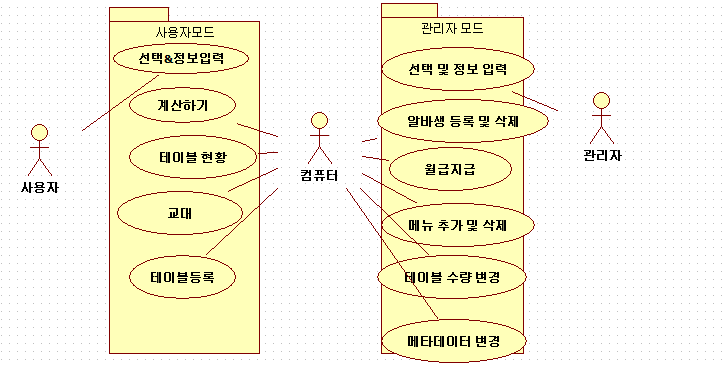 사용자모드
선택&정보입력
계산하기
테이블 현황
교대
테이블등록
사용자
컴퓨터
관리자 모드
선택 및 정보 입력
알바생 등록 및 삭제
월급지급
메뉴 추가 및 삭제
테이블 수량 변경
메타데이터 변경
관리자